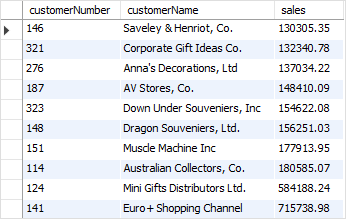 customerNumber customerName sales
146 Saveley & Henriot, Co. 130305.35
321 Corporate Gift Ideas Co. 132340.78
276 Anna's Decorations, Ltd 137034.22
187 AV Stores, Co. 148410.09
323 Down Under Souveniers, Inc 154622.08
148 Dragon Souveniers, Ltd. 156251.03
151 Muscle Machine Inc 177913.95
114 Australian Collectors, Co. 180585.07
124 Mini Gifts Distributors Ltd. 584188.24
141 Euro+ Shopping Channel 715738.98